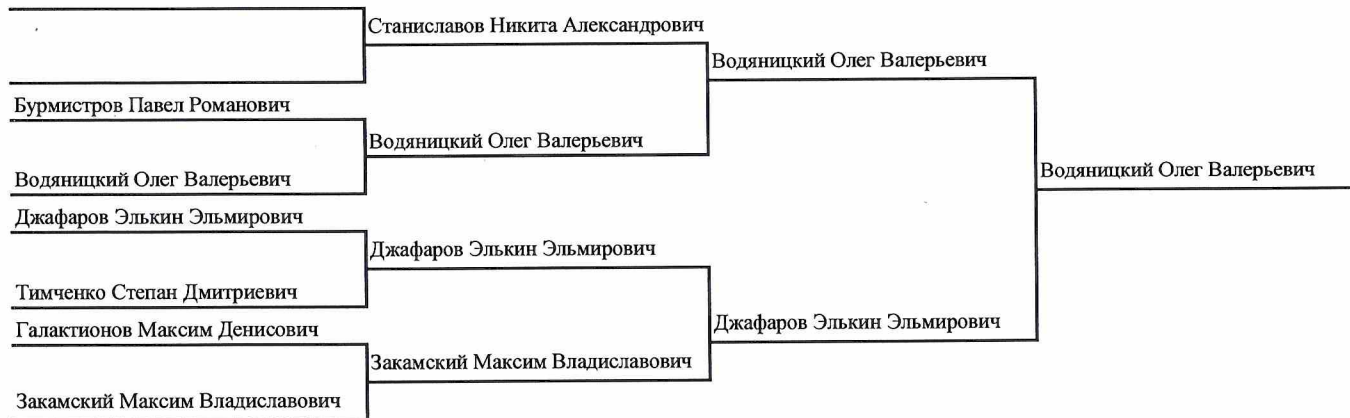 Станиславов Никита Александрович
Водяницкий Олег Валерьевич
Бурмистров Павел Романович
Водяницкий Олег Валерьевич
Водяницкий Олег Валерьевич
Водяницкий Олег Валерьевич
Джафаров Элькин Эльмирович
Джафаров Элькин Эльмирович
Тимченко Степан Дмитриевич
Галактионов Максим Денисович
Джафаров Элькин Эльмирович
Закамский Максим Владиславович
Закамский Максим Владиславович